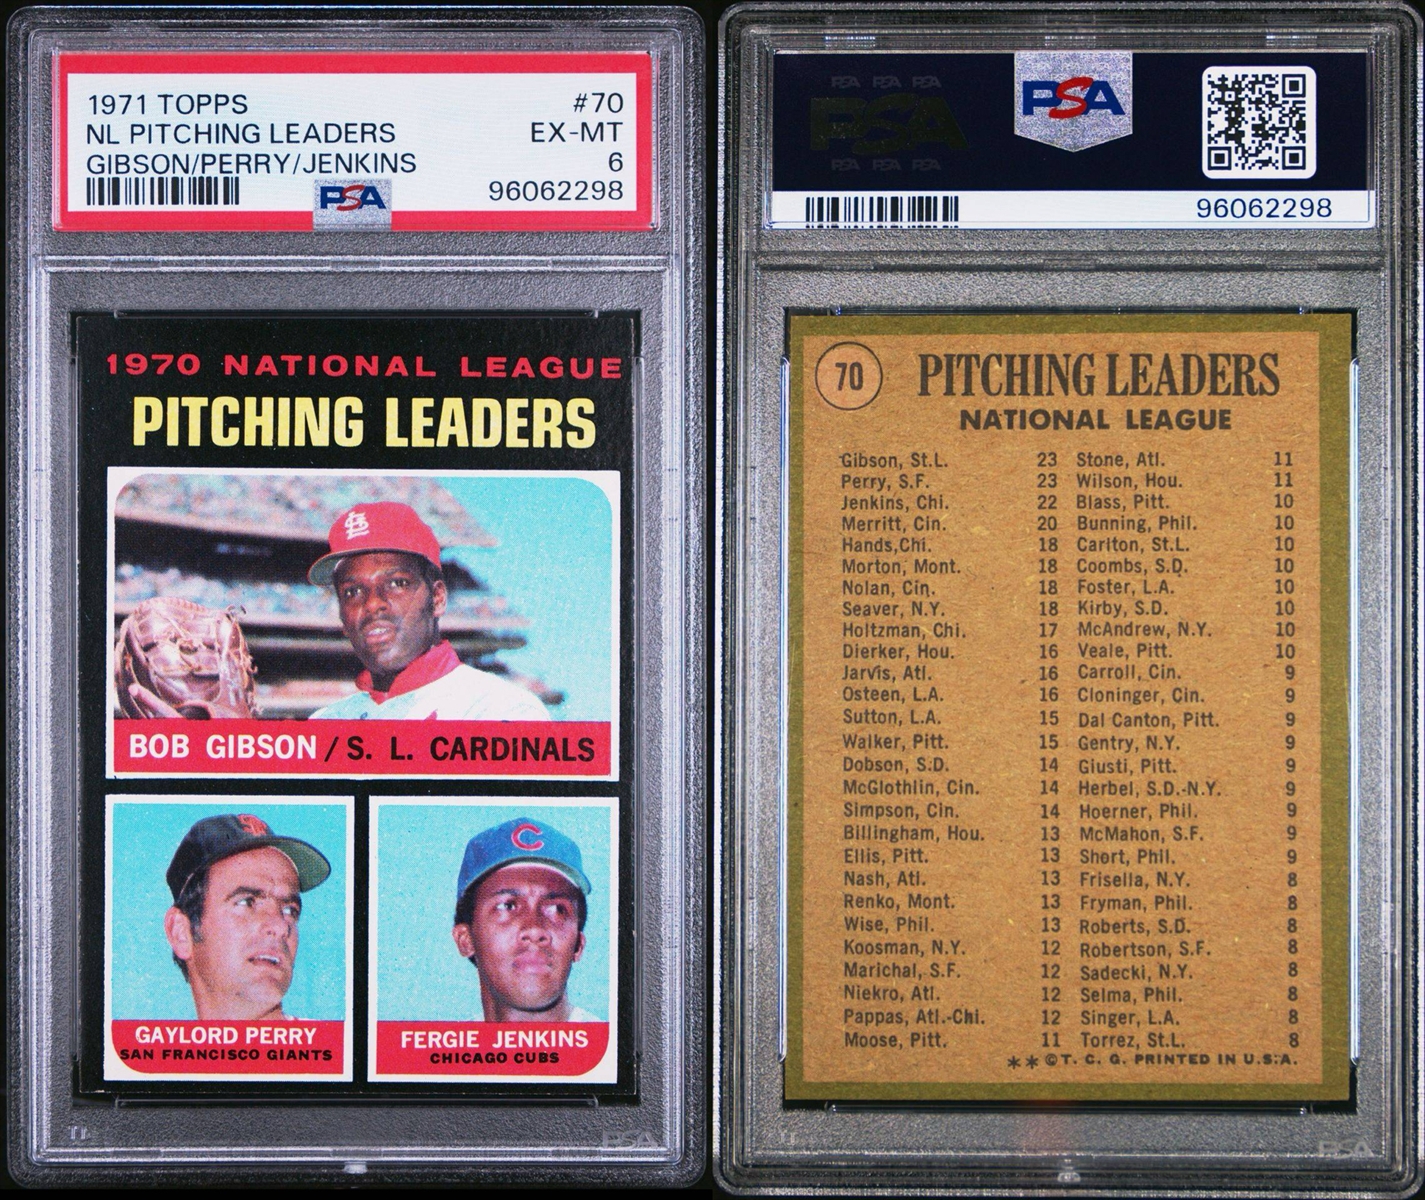 1971 TOPPS #70
NL PITCHING LEADERS EX-MT
GIBSON/PERRY/JENKINS 6
PSA 96062298
1970 NATIONAL LEAGUE
PITCHING LEADERS
BOB GIBSON / S. L. CARDINALS
GAYLORD PERRY
SAN FRANCISCO GIANTS
FERGIE JENKINS
CHICAGO CUBS
PSA
PSA PSA PSA
PSA
PSA PSA PSA
PSA
96062298
70 PITCHING LEADERS
NATIONAL LEAGUE
Gibson, St.L. 23 Stone, Atl. 11
Perry, S.F. 23 Wilson, Hou. 11
Jenkins, Chi. 22 Blass, Pitt. 10
Merritt, Cin. 20 Bunning, Phil. 10
Hands,Chi. 18 Carlton, St.L. 10
Morton, Mont. 18 Coombs, S.D. 10
Nolan, Cin. 18 Foster, L.A. 10
Seaver, N.Y. 18 Kirby, S.D. 10
Holtzman, Chi. 17 McAndrew, N.Y. 10
Dierker, Hou. 16 Veale, Pitt. 10
Jarvis, Atl. 16 Carroll, Cin. 9
Osteen, L.A. 16 Cloninger, Cin. 9
Sutton, L.A. 15 Dal Canton, Pitt. 9
Walker, Pitt. 15 Gentry, N.Y. 9
Dobson, S.D. 14 Giusti, Pitt. 9
McGlothlin, Cin. 14 Herbel, S.D.-N.Y. 9
Simpson, Cin. 14 Hoerner, Phil. 9
Billingham, Hou. 13 McMahon, S.F. 9
Ellis, Pitt. 13 Short, Phil. 9
Nash, Atl. 13 Frisella, N.Y. 8
Renko, Mont. 13 Fryman, Phil. 8
Wise, Phil. 13 Roberts, S.D. 8
Koosman, N.Y. 12 Robertson, S.F. 8
Marichal, S.F. 12 Sadecki, N.Y. 8
Niekro, Atl. 12 Selma, Phil. 8
Pappas, Atl.-Chi. 12 Singer, L.A. 8
Moose, Pitt. 11 Torrez, St.L. 8
** © T. C. G. PRINTED IN U.S.A.
PSA